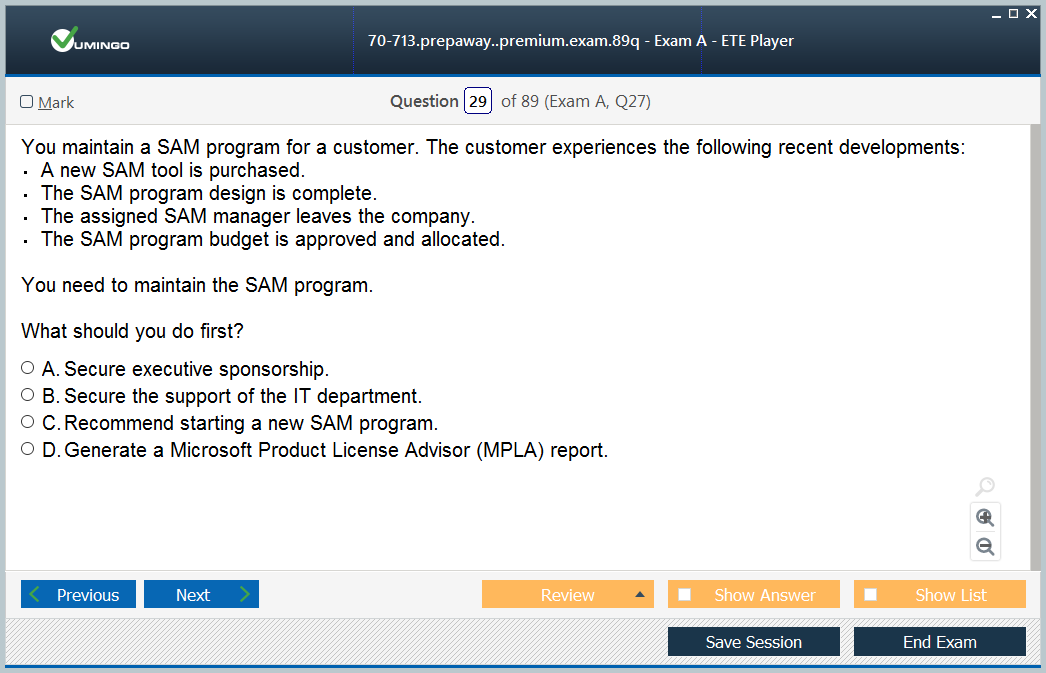 VUMINGO
70-713.prepaway..premium.exam.89q - Exam A - ETE Player
Mark
Question 29 of 89 (Exam A, Q27)
You maintain a SAM program for a customer. The customer experiences the following recent developments:
· A new SAM tool is purchased.
· The SAM program design is complete.
· The assigned SAM manager leaves the company.
· The SAM program budget is approved and allocated.
You need to maintain the SAM program.
What should you do first?
A. Secure executive sponsorship.
B. Secure the support of the IT department.
C. Recommend starting a new SAM program.
D. Generate a Microsoft Product License Advisor (MPLA) report.
Previous Next Review Show Answer Show List
Save Session End Exam